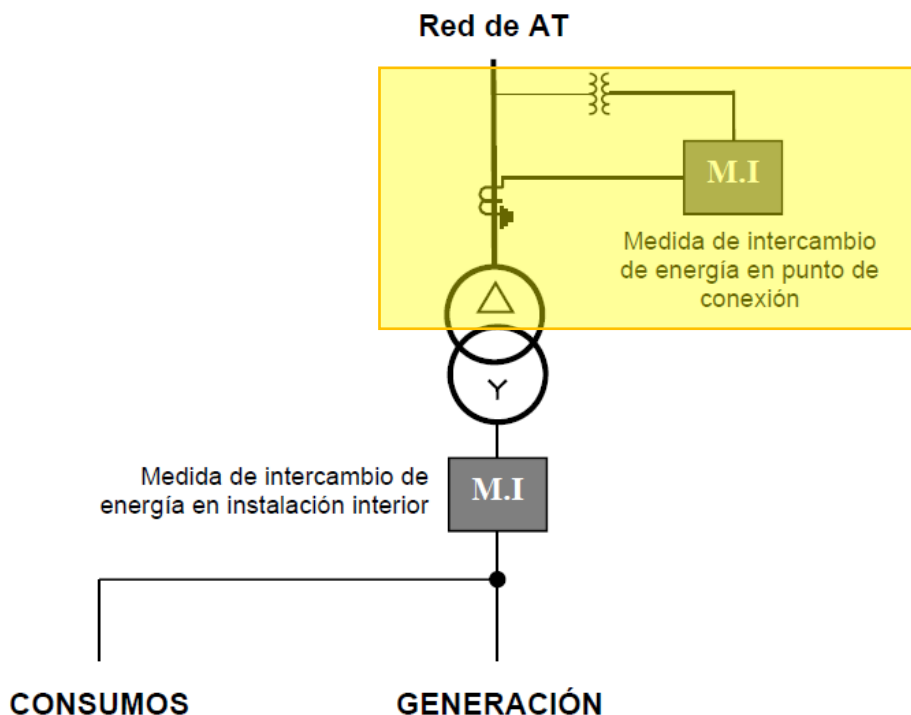 Red de AT
M.I
Medida de intercambio
de energía en punto de
conexión
Medida de intercambio de
energía en instalación interior
M.I
CONSUMOS
GENERACIÓN